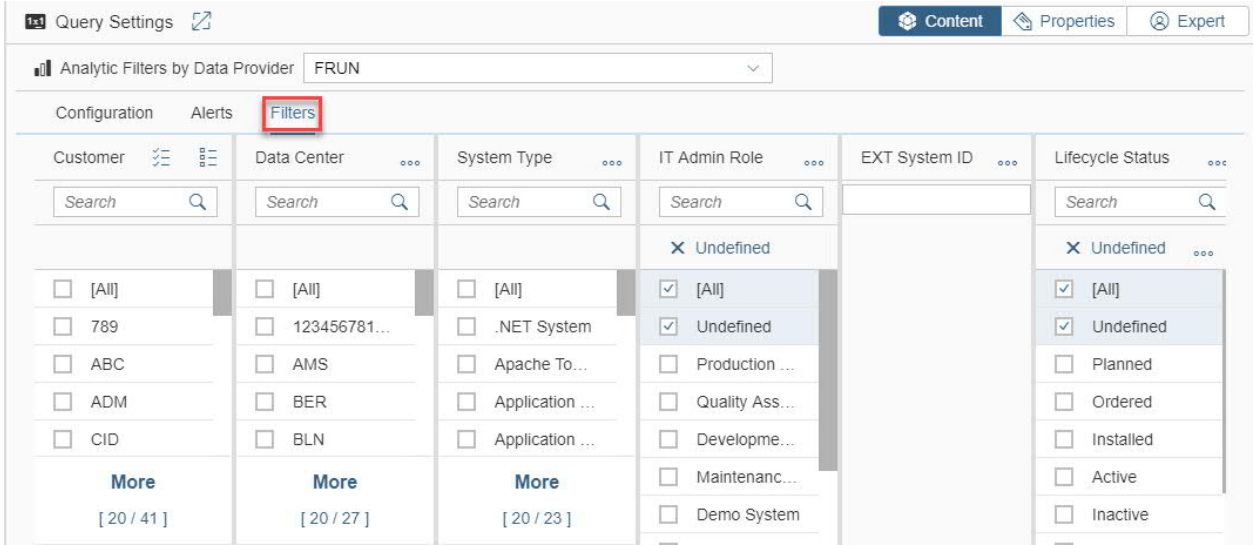 Query Settings
Content
Properties
Expert
Analytic Filters by Data Provider
FRUN
Configuration
Alerts
Filters
Customer
Data Center
System Type
IT Admin Role
EXT System ID
Lifecycle Status
Search
Search
Search
Search
Search
Undefined
Undefined
[All]
[All]
[All]
[All]
[All]
789
123456781...
.NET System
Undefined
Undefined
ABC
AMS
Apache To...
Production ...
Planned
ADM
BER
Application ...
Quality Ass...
Ordered
CID
BLN
Application ...
Developme...
Installed
More
More
More
Maintenanc...
Active
[ 20 / 41 ]
[ 20 / 27 ]
[ 20 / 23 ]
Demo System
Inactive